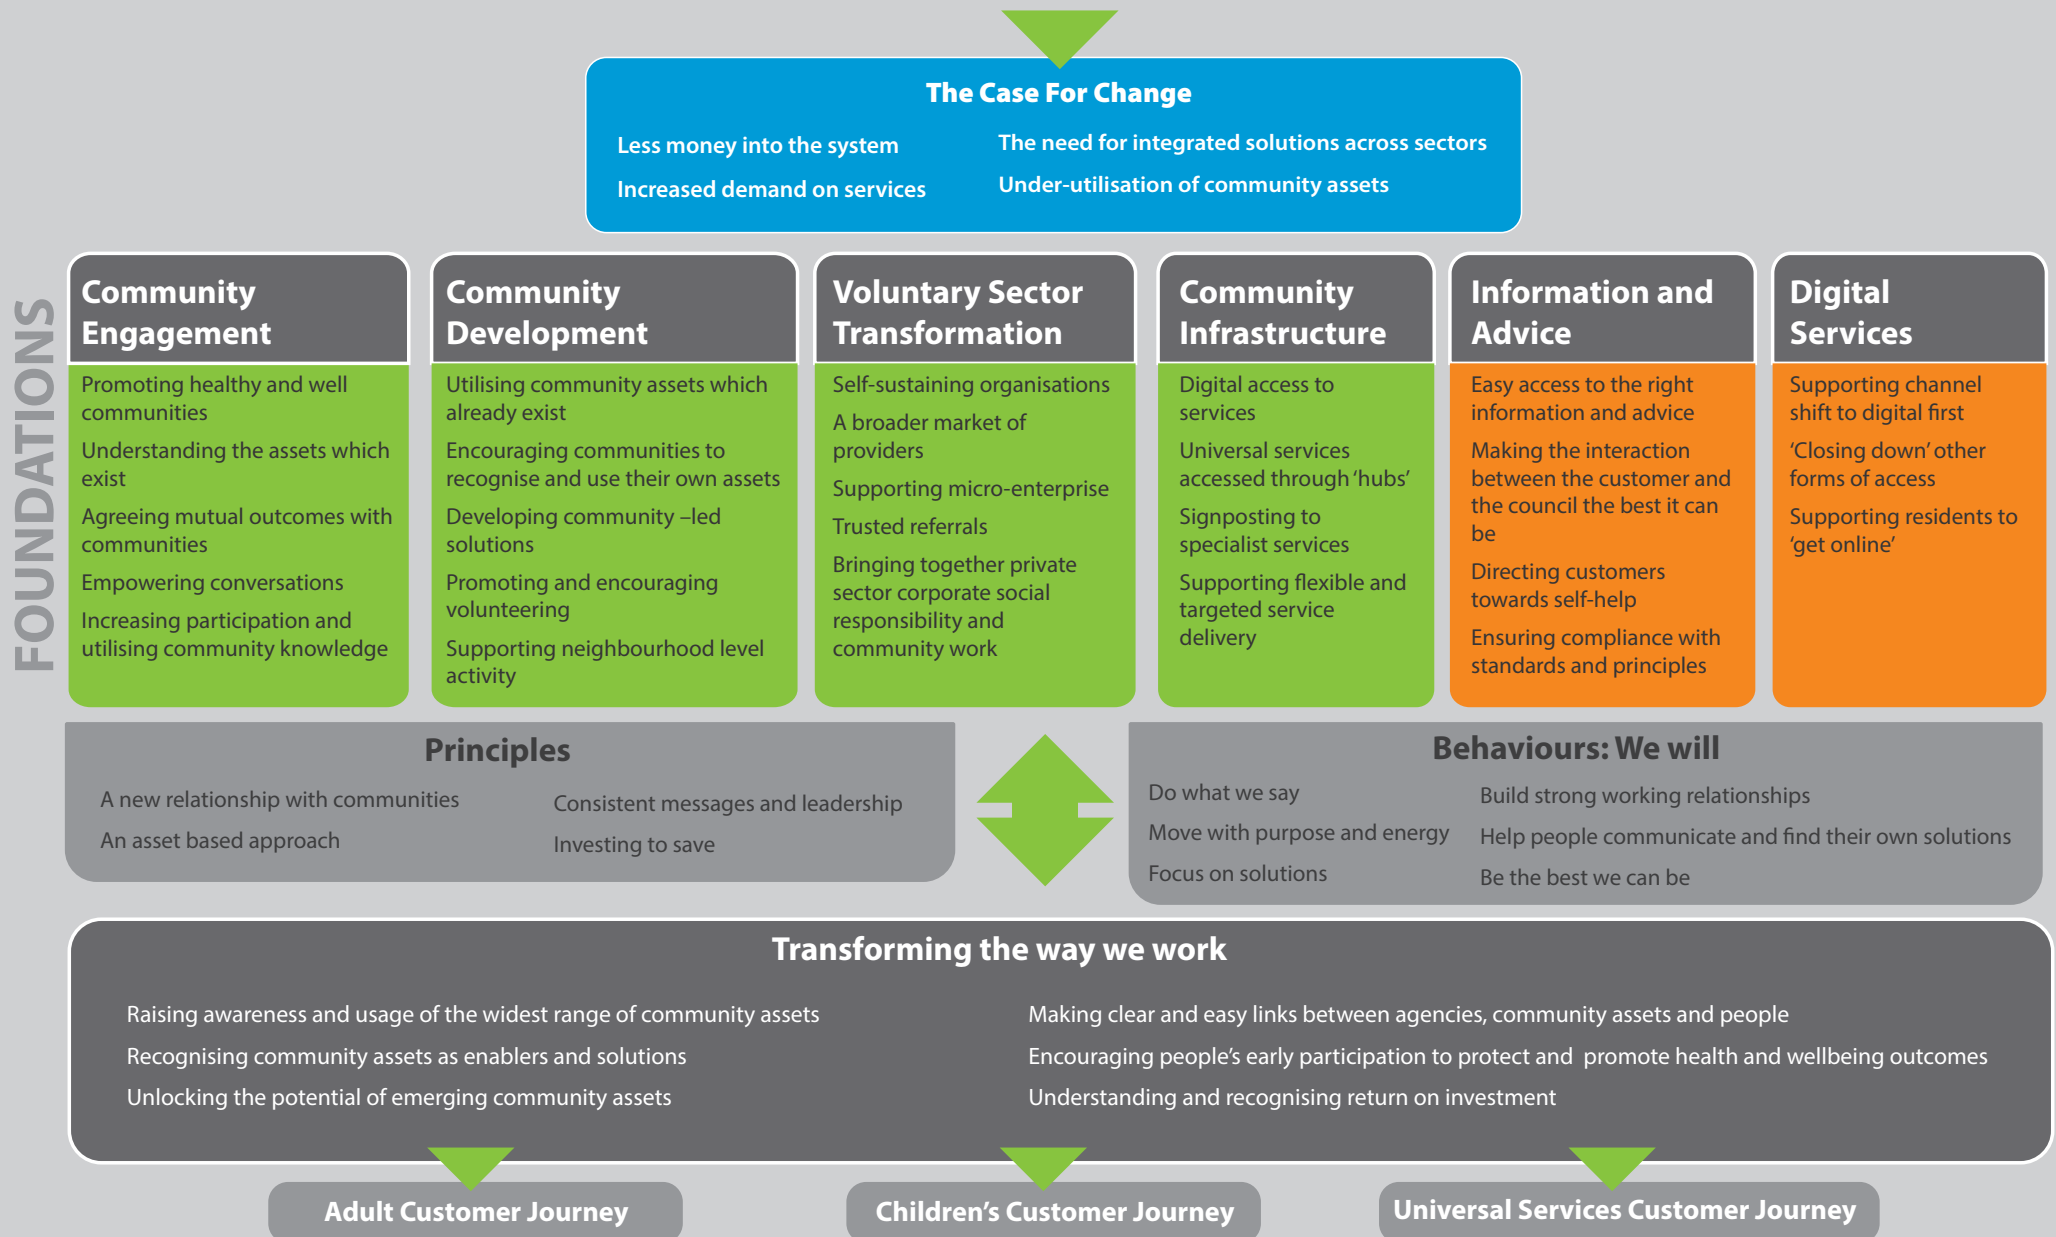 The Case For Change
Less money into the system
Increased demand on services
The need for integrated solutions across sectors
Under-utilisation of community assets
FOUNDATIONS
Community
Engagement
Promoting healthy and well
communities
Understanding the assets which
exist
Agreeing mutual outcomes with
communities
Empowering conversations
Increasing participation and
utilising community knowledge
Community
Development
Utilising community assets which
already exist
Encouraging communities to
recognise and use their own assets
Developing community –led
solutions
Promoting and encouraging
volunteering
Supporting neighbourhood level
activity
Voluntary Sector
Transformation
Self-sustaining organisations
A broader market of
providers
Supporting micro-enterprise
Trusted referrals
Bringing together private
sector corporate social
responsibility and
community work
Community
Infrastructure
Digital access to
services
Universal services
accessed through ‘hubs’
Signposting to
specialist services
Supporting flexible and
targeted service
delivery
Information and
Advice
Easy access to the right
information and advice
Making the interaction
between the customer and
the council the best it can
be
Directing customers
towards self-help
Ensuring compliance with
standards and principles
Digital
Services
Supporting channel
shift to digital first
‘Closing down’ other
forms of access
Supporting residents to
‘get online’
Principles
A new relationship with communities
An asset based approach
Consistent messages and leadership
Investing to save
Behaviours: We will
Do what we say
Move with purpose and energy
Focus on solutions
Build strong working relationships
Help people communicate and find their own solutions
Be the best we can be
Transforming the way we work
Raising awareness and usage of the widest range of community assets
Recognising community assets as enablers and solutions
Unlocking the potential of emerging community assets
Making clear and easy links between agencies, community assets and people
Encouraging people’s early participation to protect and promote health and wellbeing outcomes
Understanding and recognising return on investment
Adult Customer Journey
Children’s Customer Journey
Universal Services Customer Journey